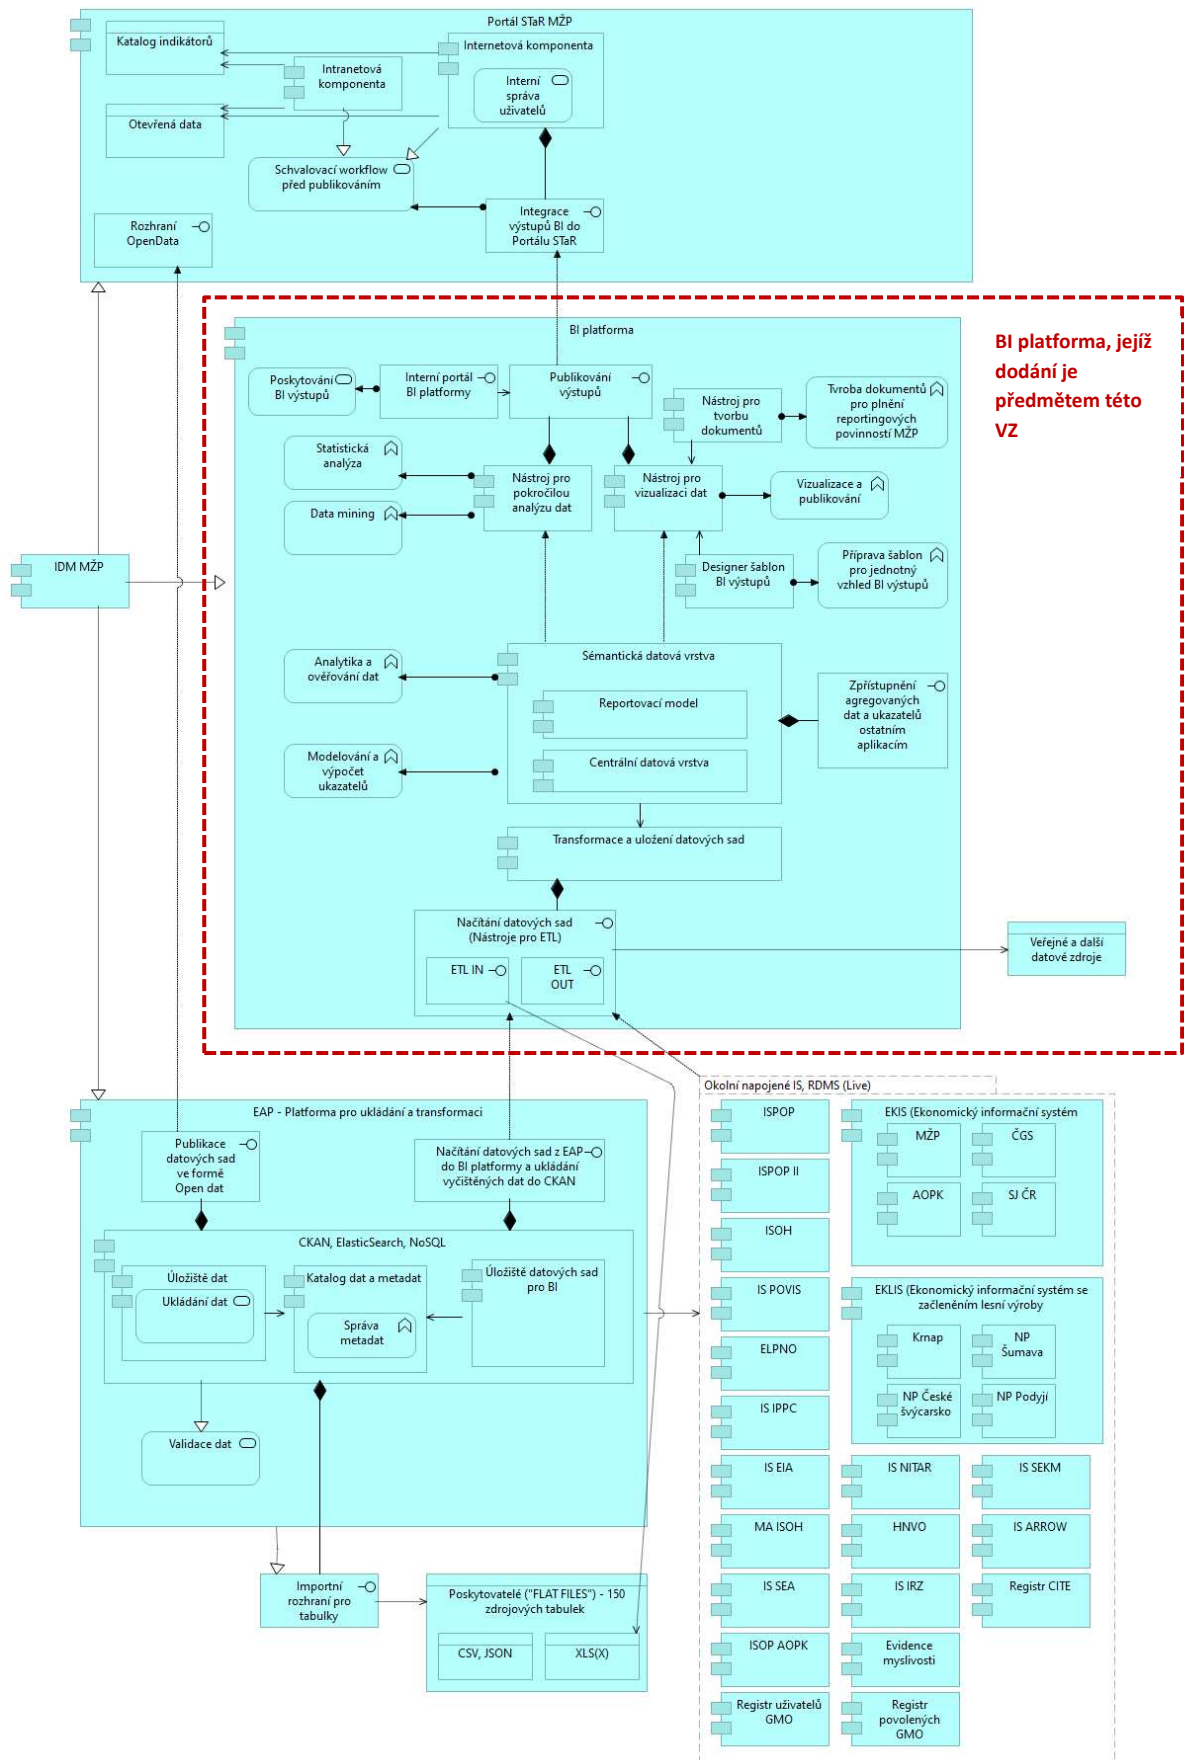 Portál STaR MŽP
Katalog indikátorů
Internetová komponenta
Intranetová
komponenta
Interní
správa
uživatelů
Otevřená data
Schvalovací workflow
před publikováním
Integrace
výstupů BI do
Portálu STaR
Rozhraní
OpenData
BI platforma
BI platforma, jejíž
dodání je
předmětem této
VZ
Poskytování
BI výstupů
Interní portál
BI platformy
Publikování
výstupů
Nástroj pro
tvorbu
dokumentů
Tvroba dokumentů
pro plnění
reportingových
povinností MŽP
Statistická
analýza
Nástroj pro
pokročilou
analýzu dat
Nástroj pro
vizualizaci dat
Vizualizace a
publikování
Data mining
IDM MŽP
Designer šablon
BI výstupů
Příprava šablon
pro jednotný
vzhled BI výstupů
Analytika a
ověřování dat
Sémantická datová vrstva
Reportovací model
Centrální datová vrstva
Zpřístupnění
agregovaných
dat a ukazatelů
ostatním
aplikacím
Modelování a
výpočet
ukazatelů
Transformace a uložení datových sad
Načítání datových sad
(Nástroje pro ETL)
ETL IN
ETL
OUT
Veřejné a další
datové zdroje
Okolní napojené IS, RDMS (Live)
EAP - Platforma pro ukládání a transformaci
Publikace
datových sad
ve formě
Open dat
Načítání datových sad z EAP
do BI platformy a ukládání
vyčištěných dat do CKAN
CKAN, ElasticSearch, NoSQL
Úložiště dat
Ukládání dat
Katalog dat a metadat
Správa
metadat
Úložiště datových sad
pro BI
Validace dat
Importní
rozhraní pro
tabulky
Poskytovatelé ("FLAT FILES") - 150
zdrojových tabulek
CSV, JSON
XLS(X)
ISPOP
ISPOP II
ISOH
IS POVIS
ELPNO
IS IPPC
IS EIA
MA ISOH
IS SEA
ISOP AOPK
Registr uživatelů
GMO
EKIS (Ekonomický informační systém
MŽP
ČGS
AOPK
SJ ČR
EKLIS (Ekonomický informační systém se
začleněním lesní výroby
Krnap
NP
Šumava
NP České
švýcarsko
NP Podyjí
IS NITAR
IS SEKM
HNVO
IS ARROW
IS IRZ
Registr CITE
Evidence
myslivosti
Registr
povolených
GMO